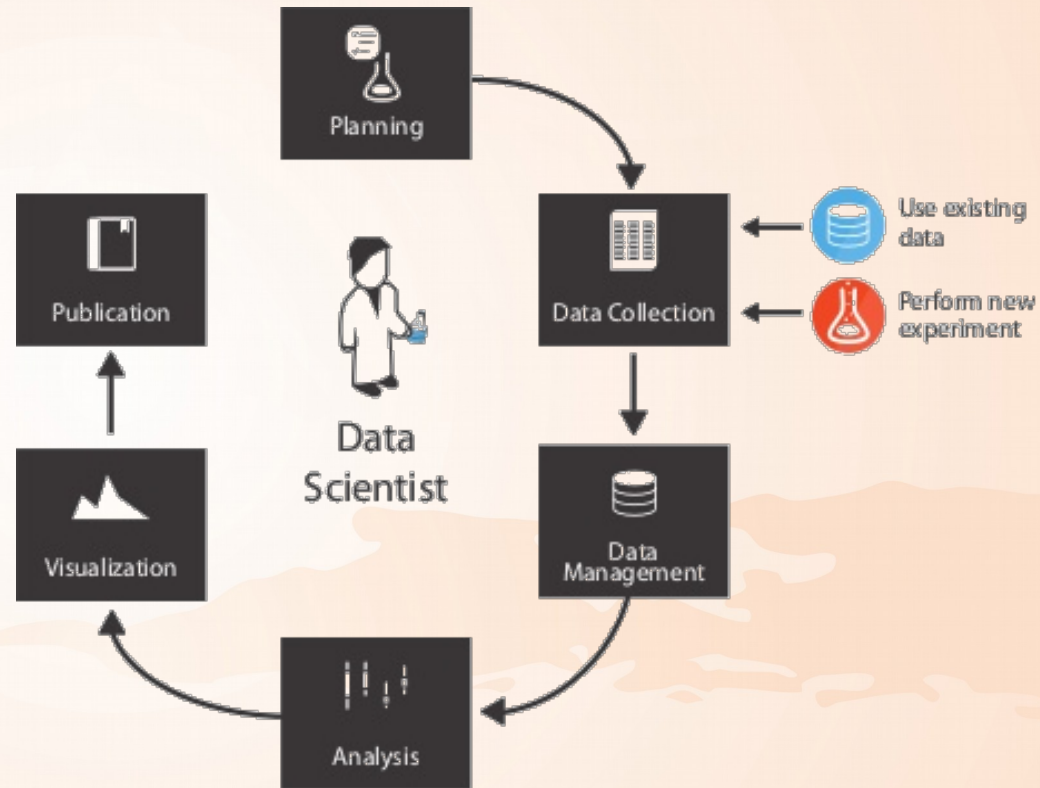 Planning
Use existing
data
Publication
Data Collection
Perform new
experiment
Data
Scientist
Visualization
Data
Management
Analysis